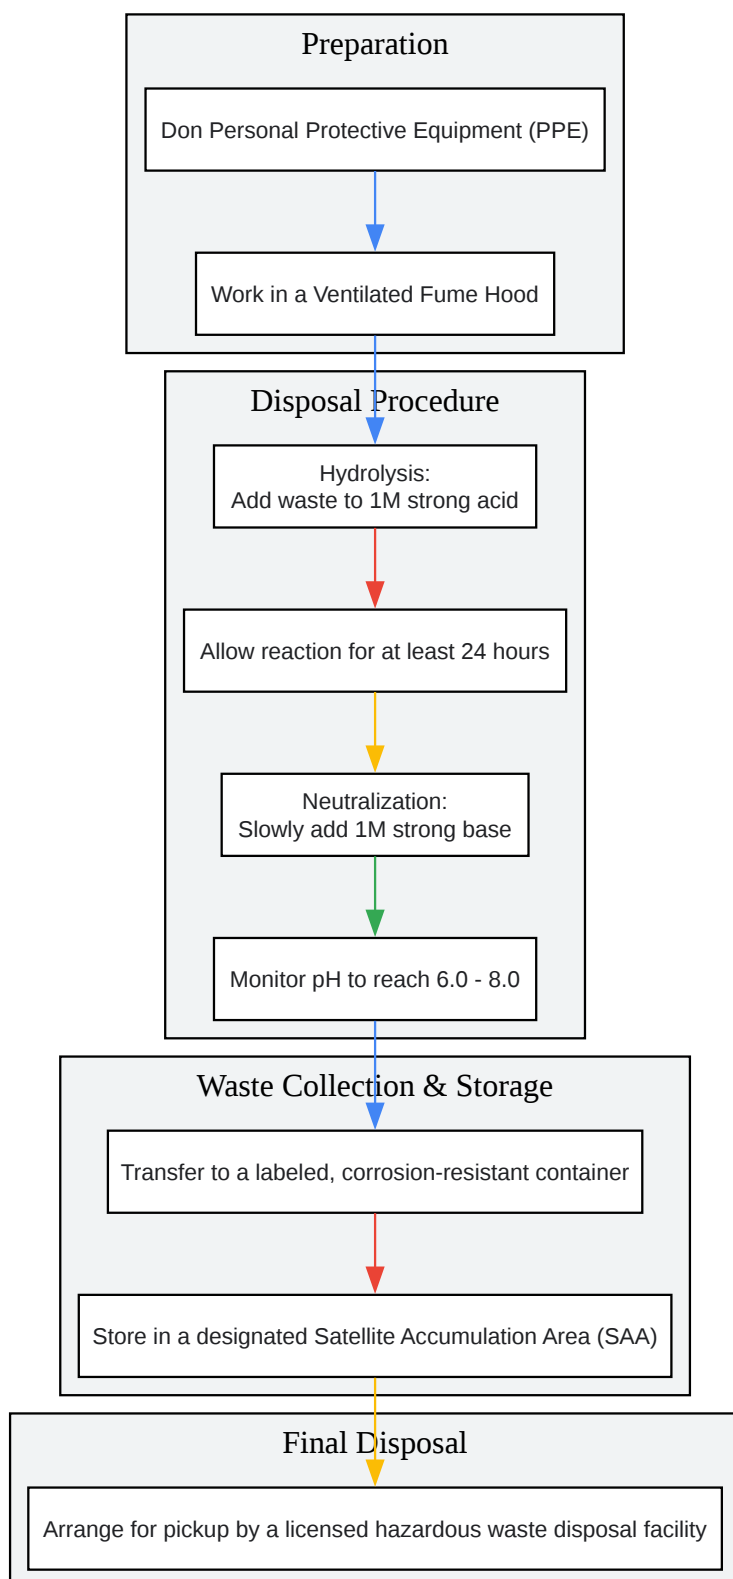 Preparation
Don Personal Protective Equipment (PPE)
Work in a Ventilated Fume Hood
Disposal Procedure
Hydrolysis:
Add waste to 1M strong acid
Allow reaction for at least 24 hours
Neutralization:
Slowly add 1M strong base
Monitor pH to reach 6.0 - 8.0
Waste Collection & Storage
Transfer to a labeled, corrosion-resistant container
Store in a designated Satellite Accumulation Area (SAA)
Final Disposal
Arrange for pickup by a licensed hazardous waste disposal facility